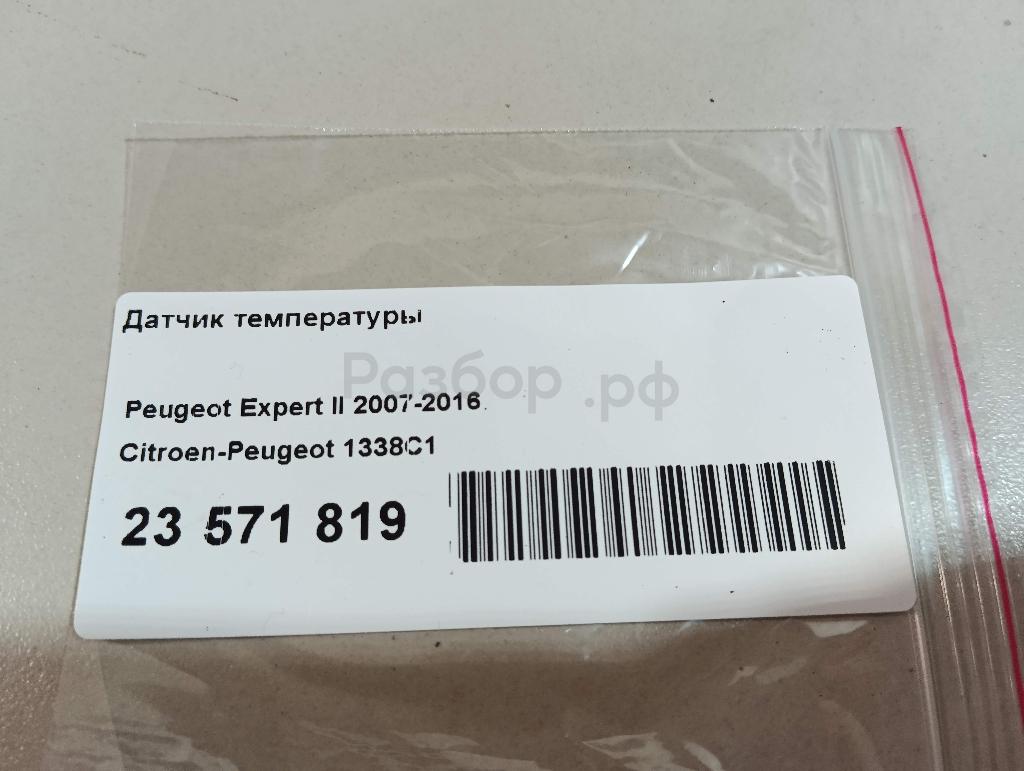 Датчик температуры
Разбор.рф
Peugeot Expert II 2007-2016
Citroen-Peugeot 1338C1
23 571 819